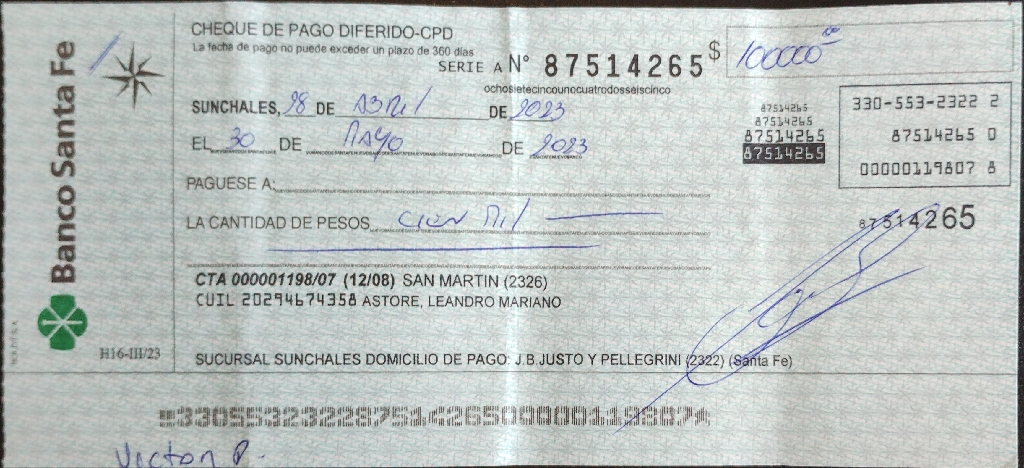 Banco Santa Fe
CHEQUE DE PAGO DIFERIDO-CPD
La fecha de pago no puede exceder un plazo de 360 días
SERIE A N° 87514265 $ 100000 00
ochosietecincounocuatrodosseiscinco
SUNCHALES, 28 DE ABRIL DE 2023
EL 30 DE MAYO DE 2023
87514265
87514265
87514265
87514265
330-553-2322 2
87514265 0
00000119807 8
PAGUESE A:
LA CANTIDAD DE PESOS cien mil
87514265
CTA 000001198/07 (12/08) SAN MARTIN (2326)
CUIL 20294674358 ASTORE, LEANDRO MARIANO
H16-III/23
SUCURSAL SUNCHALES DOMICILIO DE PAGO: J.B.JUSTO Y PELLEGRINI (2322) (Santa Fe)
330553232287514265000001198074
Victor P.